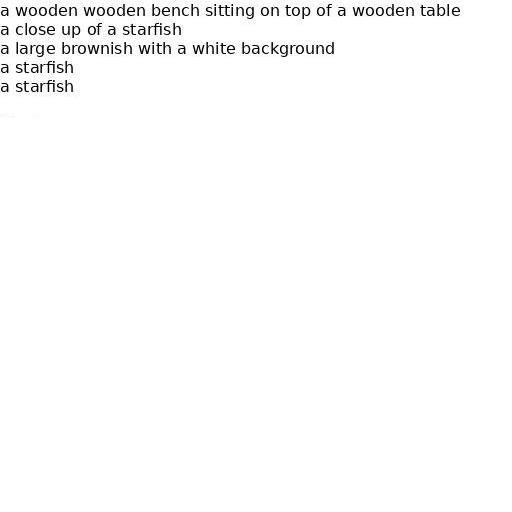 a wooden wooden bench sitting on top of a wooden table
a close up of a starfish
a large brownish with a white background
a starfish
a starfish